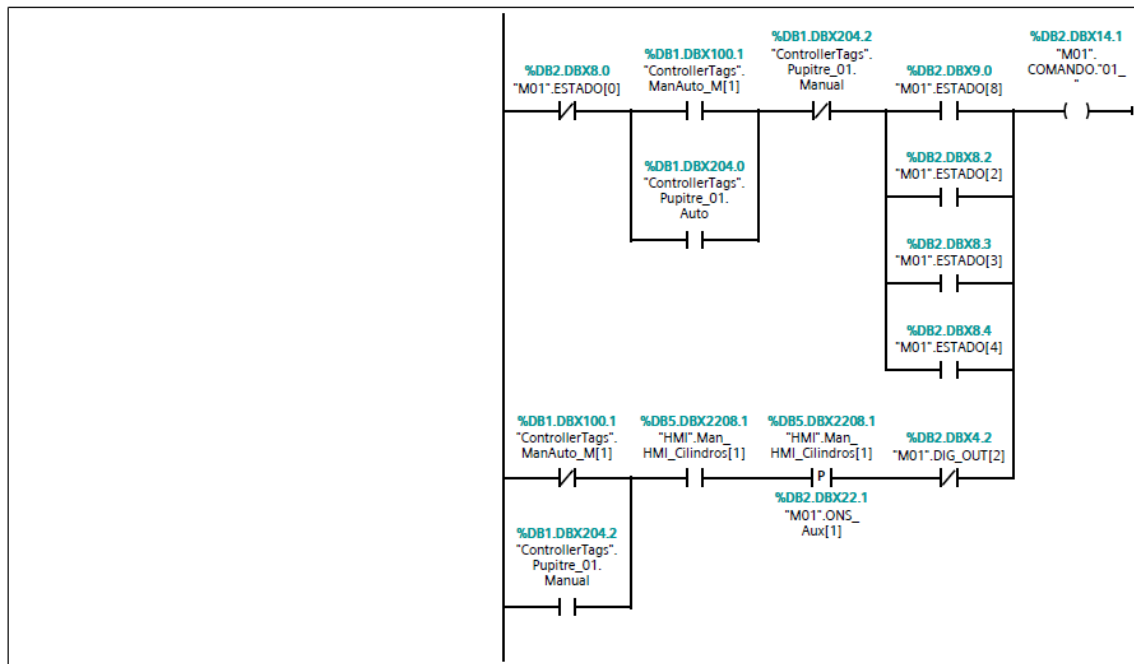 %DB2.DBX8.0
"M01".ESTADO[0]
%DB1.DBX100.1
"ControllerTags".
ManAuto_M[1]
%DB1.DBX204.2
"ControllerTags".
Pupitre_01.
Manual
%DB2.DBX9.0
"M01".ESTADO[8]
%DB2.DBX14.1
"M01".
COMANDO."01_
"
%DB1.DBX204.0
"ControllerTags".
Pupitre_01.
Auto
%DB2.DBX8.2
"M01".ESTADO[2]
%DB2.DBX8.3
"M01".ESTADO[3]
%DB2.DBX8.4
"M01".ESTADO[4]
%DB1.DBX100.1
"ControllerTags".
ManAuto_M[1]
%DB5.DBX2208.1
"HMI".Man_
HMI_Cilindros[1]
%DB5.DBX2208.1
"HMI".Man_
HMI_Cilindros[1]
P
%DB2.DBX22.1
"M01".ONS_
Aux[1]
%DB2.DBX4.2
"M01".DIG_OUT[2]
%DB1.DBX204.2
"ControllerTags".
Pupitre_01.
Manual